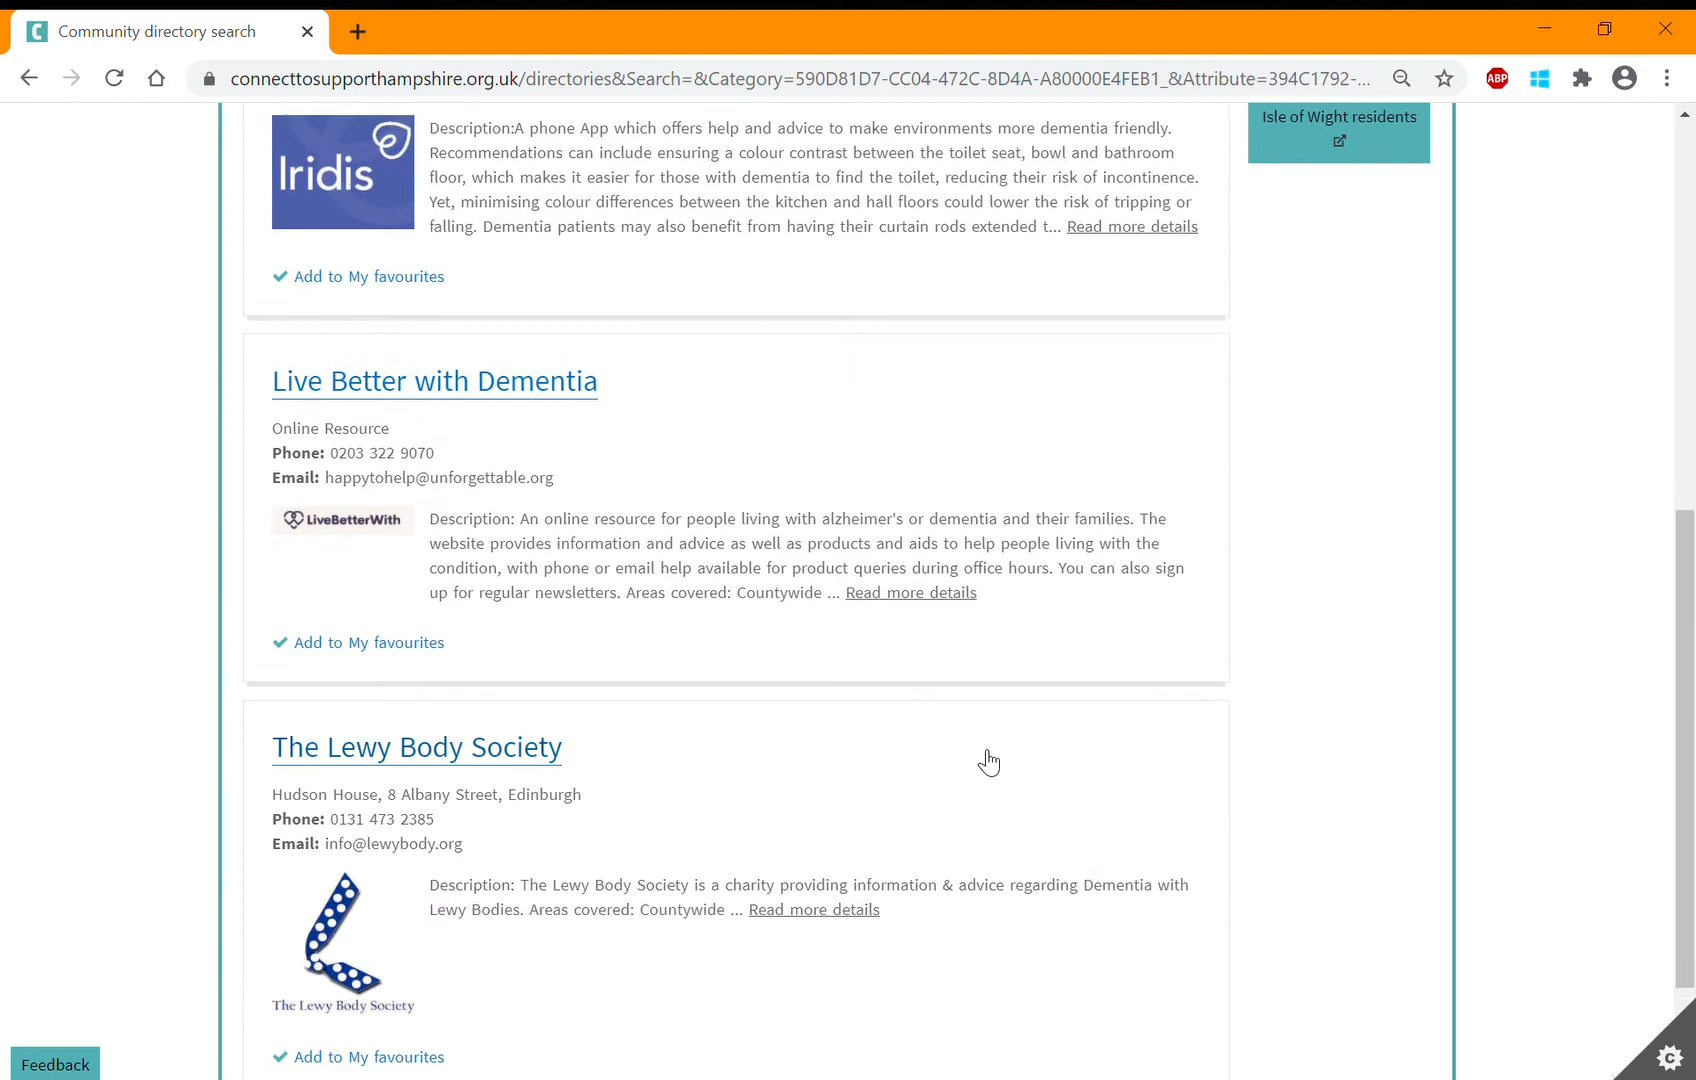 Community directory search
connecttosupporthampshire.org.uk/directories&Search=&Category=590D81D7-CC04-472C-8D4A-A80000E4FEB1_&Attribute=394C1792-...
ABP
Isle of Wight residents
Iridis
Description:A phone App which offers help and advice to make environments more dementia friendly.
Recommendations can include ensuring a colour contrast between the toilet seat, bowl and bathroom
floor, which makes it easier for those with dementia to find the toilet, reducing their risk of incontinence.
Yet, minimising colour differences between the kitchen and hall floors could lower the risk of tripping or
falling. Dementia patients may also benefit from having their curtain rods extended t... Read more details
Add to My favourites
Live Better with Dementia
Online Resource
Phone: 0203 322 9070
Email: happytohelp@unforgettable.org
LiveBetterWith
Description: An online resource for people living with alzheimer's or dementia and their families. The
website provides information and advice as well as products and aids to help people living with the
condition, with phone or email help available for product queries during office hours. You can also sign
up for regular newsletters. Areas covered: Countywide ... Read more details
Add to My favourites
The Lewy Body Society
Hudson House, 8 Albany Street, Edinburgh
Phone: 0131 473 2385
Email: info@lewybody.org
Description: The Lewy Body Society is a charity providing information & advice regarding Dementia with
Lewy Bodies. Areas covered: Countywide ... Read more details
The Lewy Body Society
Add to My favourites
Feedback